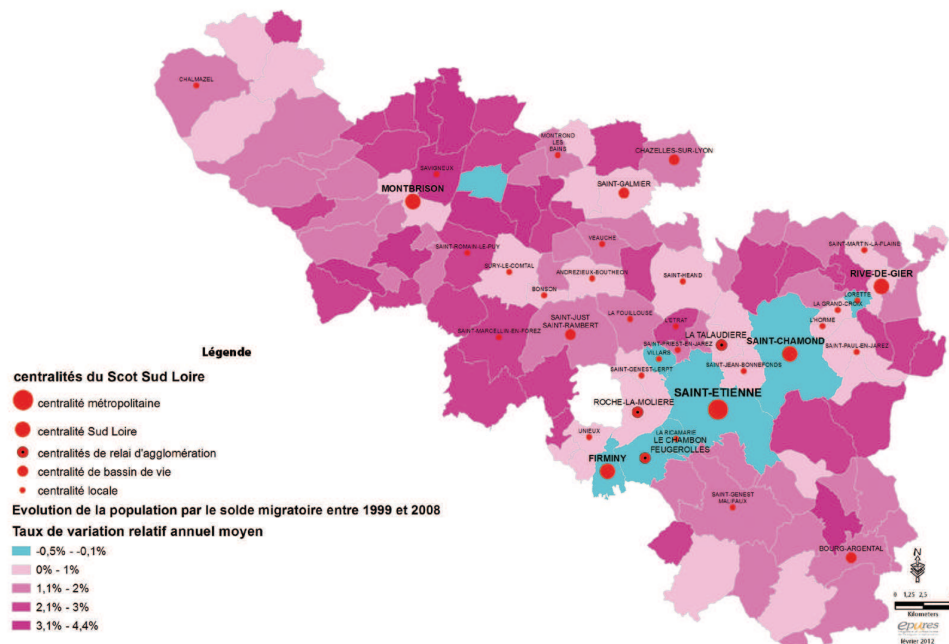 CHALMAZEL
MONTROND
LES
BAINS
CHAZELLES-SUR-LYON
SAVIGNEUX
MONTBRISON
SAINT-GALMIER
VEAUCHE
SAINT-MARTIN-LA-PLAINE
SAINT-ROMAIN-LE-PUY
SURY-LE-COMTAL
ANDREZIEUX-BOUTHEON
SAINT-HEAND
RIVE-DE-GIER
BONSON
LORETTE
LA GRAND-CROIX
SAINT-JUST
SAINT-RAMBERT
LA FOUILLOUSE
L'ETRAT
L'HORME
SAINT-MARCELLIN-EN-FOREZ
LA TALAUDIERE
SAINT-CHAMOND
SAINT-PRIEST-EN-JAREZ
SAINT-PAUL-EN-JAREZ
VILLARS
SAINT-GENEST-LERPT
SAINT-JEAN-BONNEFONDS
SAINT-ETIENNE
ROCHE-LA-MOLIERE
UNIEUX
LA RICAMARIE
LE CHAMBON
FEUGEROLLES
FIRMINY
SAINT-GENEST
MALIFAUX
BOURG-ARGENTAL
Légende
centralités du Scot Sud Loire
centralité métropolitaine
centralité Sud Loire
centralités de relai d'agglomération
centralité de bassin de vie
centralité locale
Evolution de la population par le solde migratoire entre 1999 et 2008
Taux de variation relatif annuel moyen
-0,5% - -0,1%
0% - 1%
1,1% - 2%
2,1% - 3%
3,1% - 4,4%
N
0 1,25 2,5
Kilometers
epures
février 2012